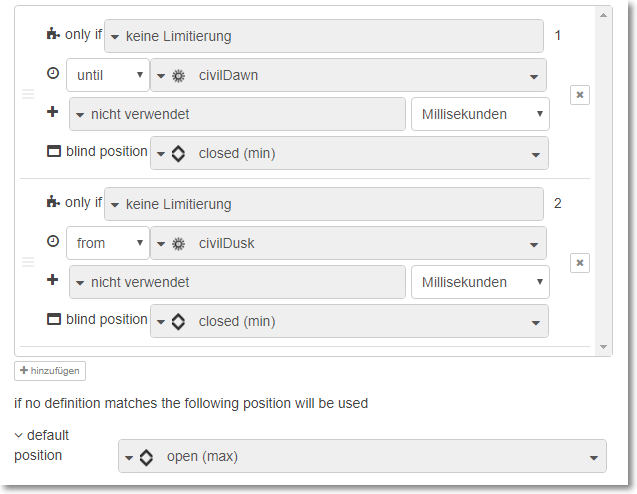 only if keine Limitierung 1
until civilDawn
nicht verwendet Millisekunden
blind position closed (min)
only if keine Limitierung 2
from civilDusk
nicht verwendet Millisekunden
blind position closed (min)
hinzufügen
if no definition matches the following position will be used
default
position open (max)